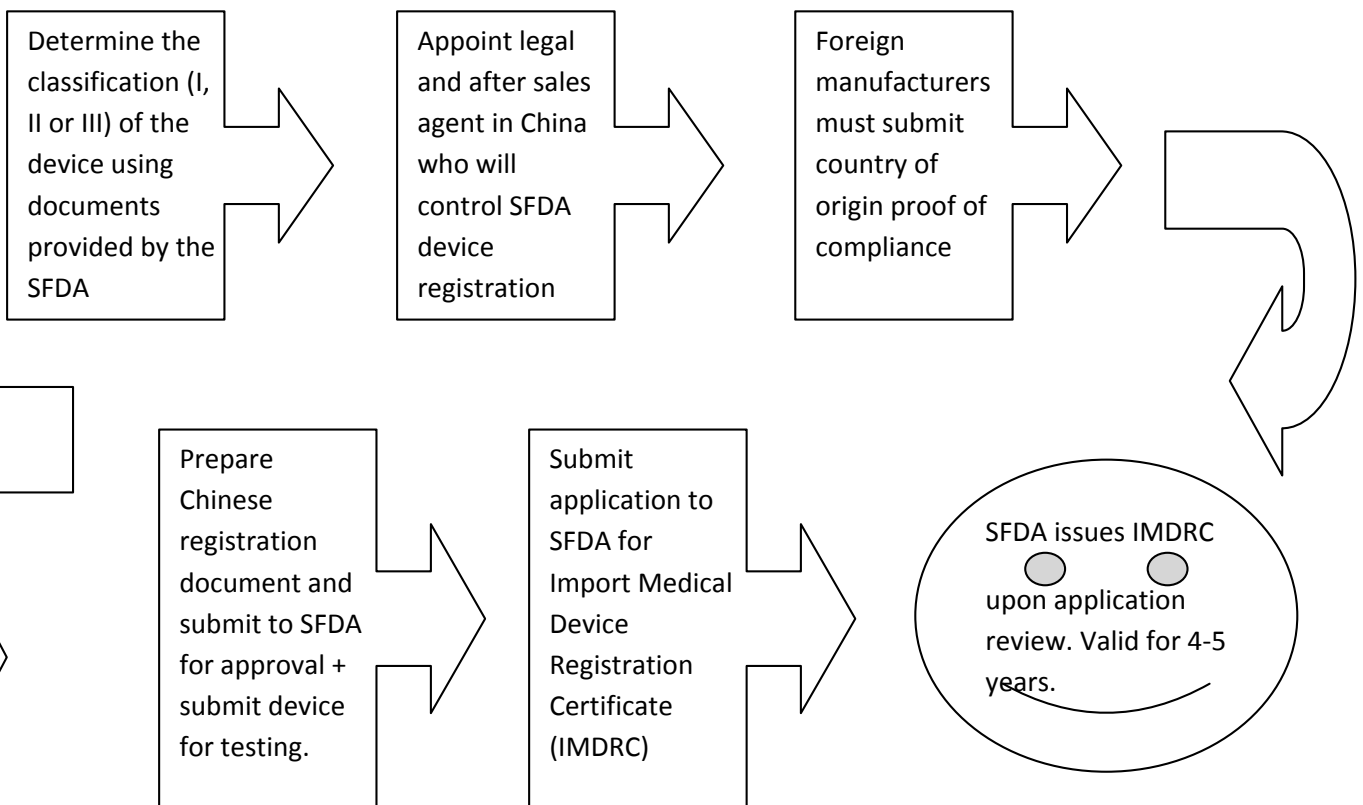 Determine the
classification (I,
II or III) of the
device using
documents
provided by the
SFDA
Appoint legal
and after sales
agent in China
who will
control SFDA
device
registration
Foreign
manufacturers
must submit
country of
origin proof of
compliance
Prepare
Chinese
registration
document and
submit to SFDA
for approval +
submit device
for testing.
Submit
application to
SFDA for
Import Medical
Device
Registration
Certificate
(IMDRC)
SFDA issues IMDRC
upon application
review. Valid for 4-5
years.